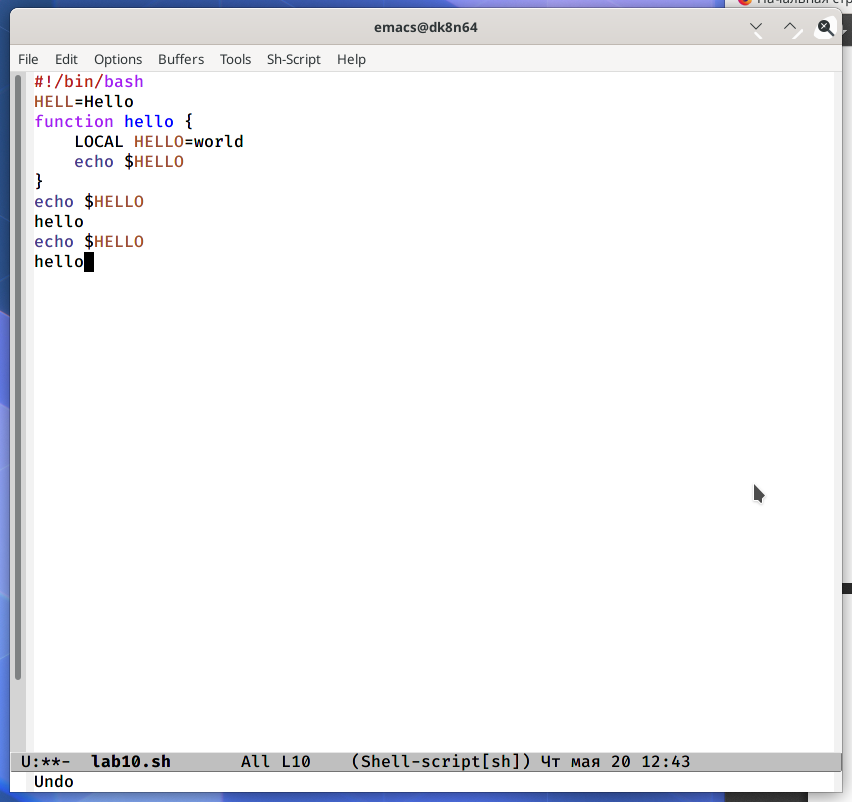 Начальная стр
emacs@dk8n64
File Edit Options Buffers Tools Sh-Script Help
#!/bin/bash
HELL=Hello
function hello {
    LOCAL HELLO=world
    echo $HELLO
}
echo $HELLO
hello
echo $HELLO
hello
U:**- lab10.sh All L10 (Shell-script[sh]) Чт мая 20 12:43
Undo